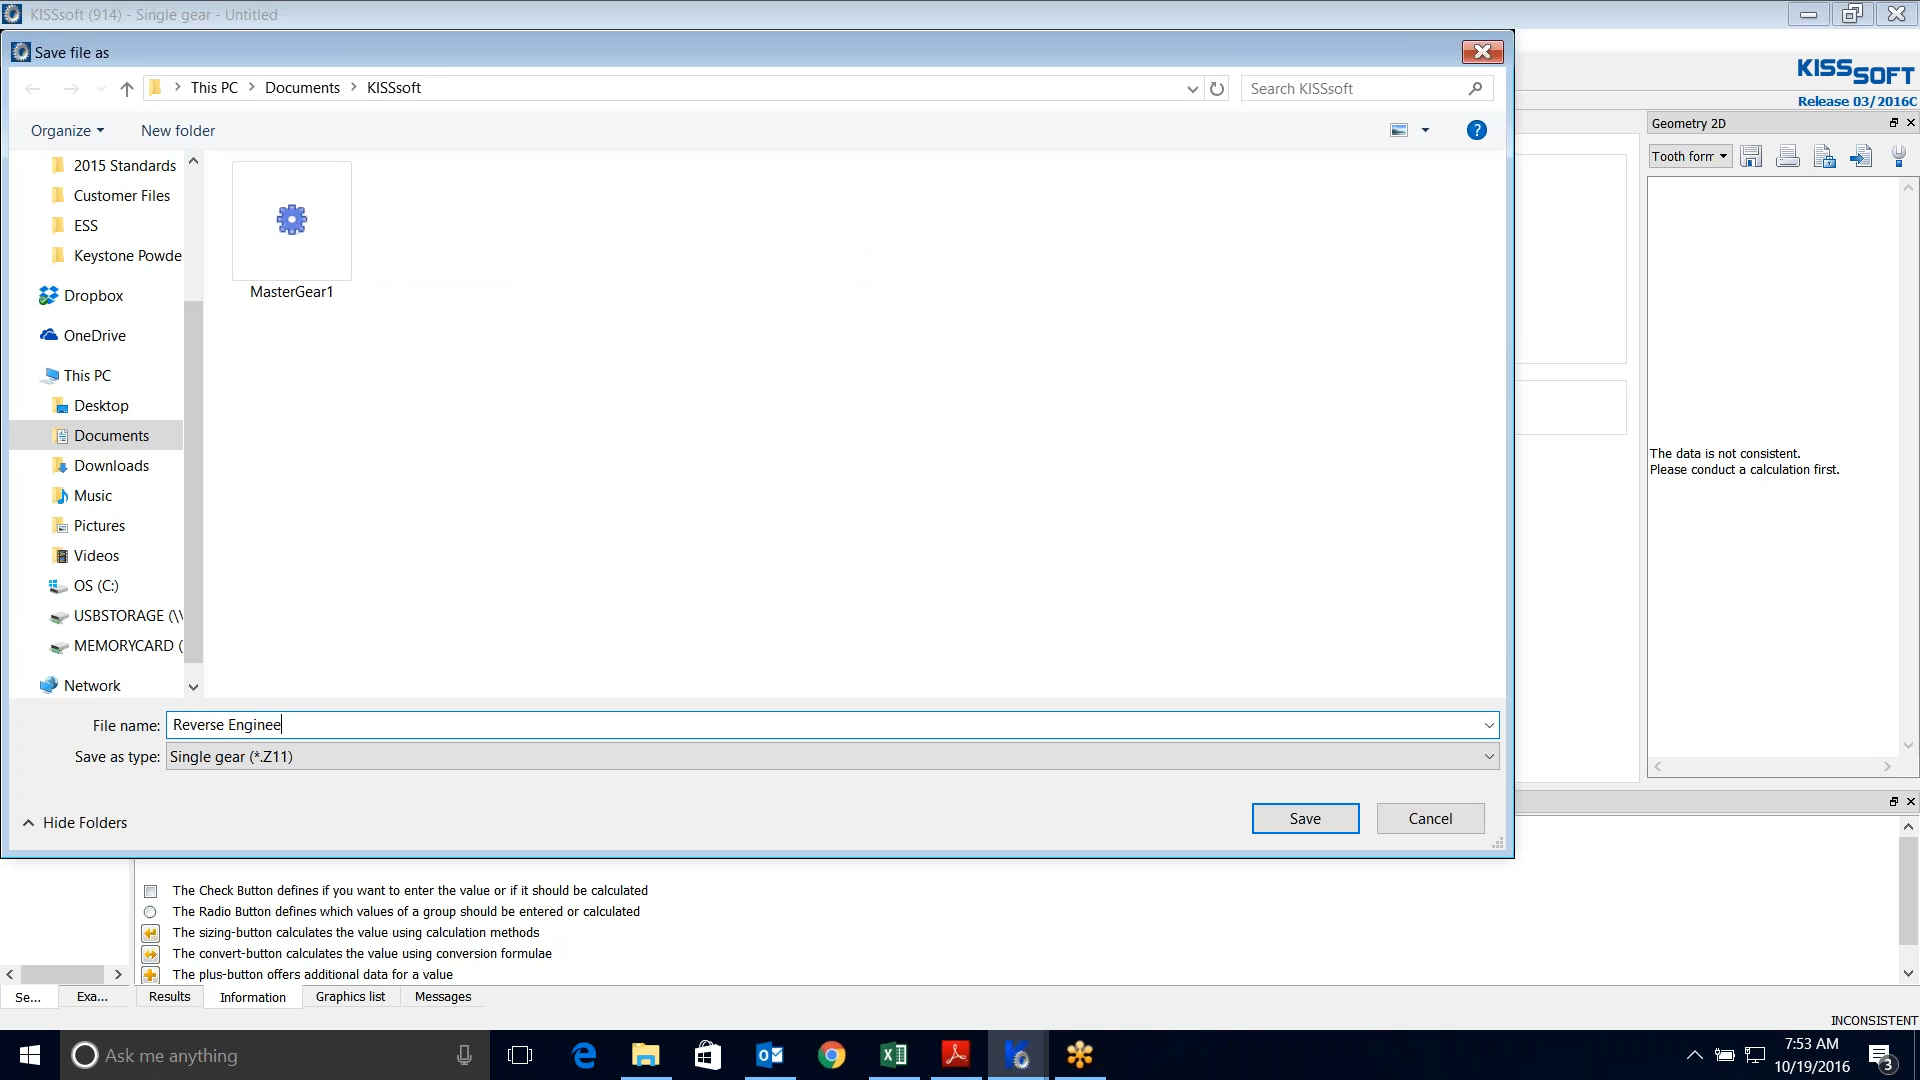 KISSsoft (914) - Single gear - Untitled
Save file as
This PC > Documents > KISSsoft
Search KISSsoft
Organize
New folder
?
KISSSOFT
Release 03/2016C
Geometry 2D
Tooth form
2015 Standards
Customer Files
ESS
Keystone Powde
Dropbox
OneDrive
This PC
Desktop
Documents
Downloads
Music
Pictures
Videos
OS (C:)
USBSTORAGE (\\
MEMORYCARD (
Network
MasterGear1
The data is not consistent.
Please conduct a calculation first.
File name: Reverse Enginee
Save as type: Single gear (*.Z11)
Hide Folders
Save
Cancel
The Check Button defines if you want to enter the value or if it should be calculated
The Radio Button defines which values of a group should be entered or calculated
The sizing-button calculates the value using calculation methods
The convert-button calculates the value using conversion formulae
The plus-button offers additional data for a value
Se...
Exa...
Results
Information
Graphics list
Messages
INCONSISTENT
Ask me anything
7:53 AM
10/19/2016
3